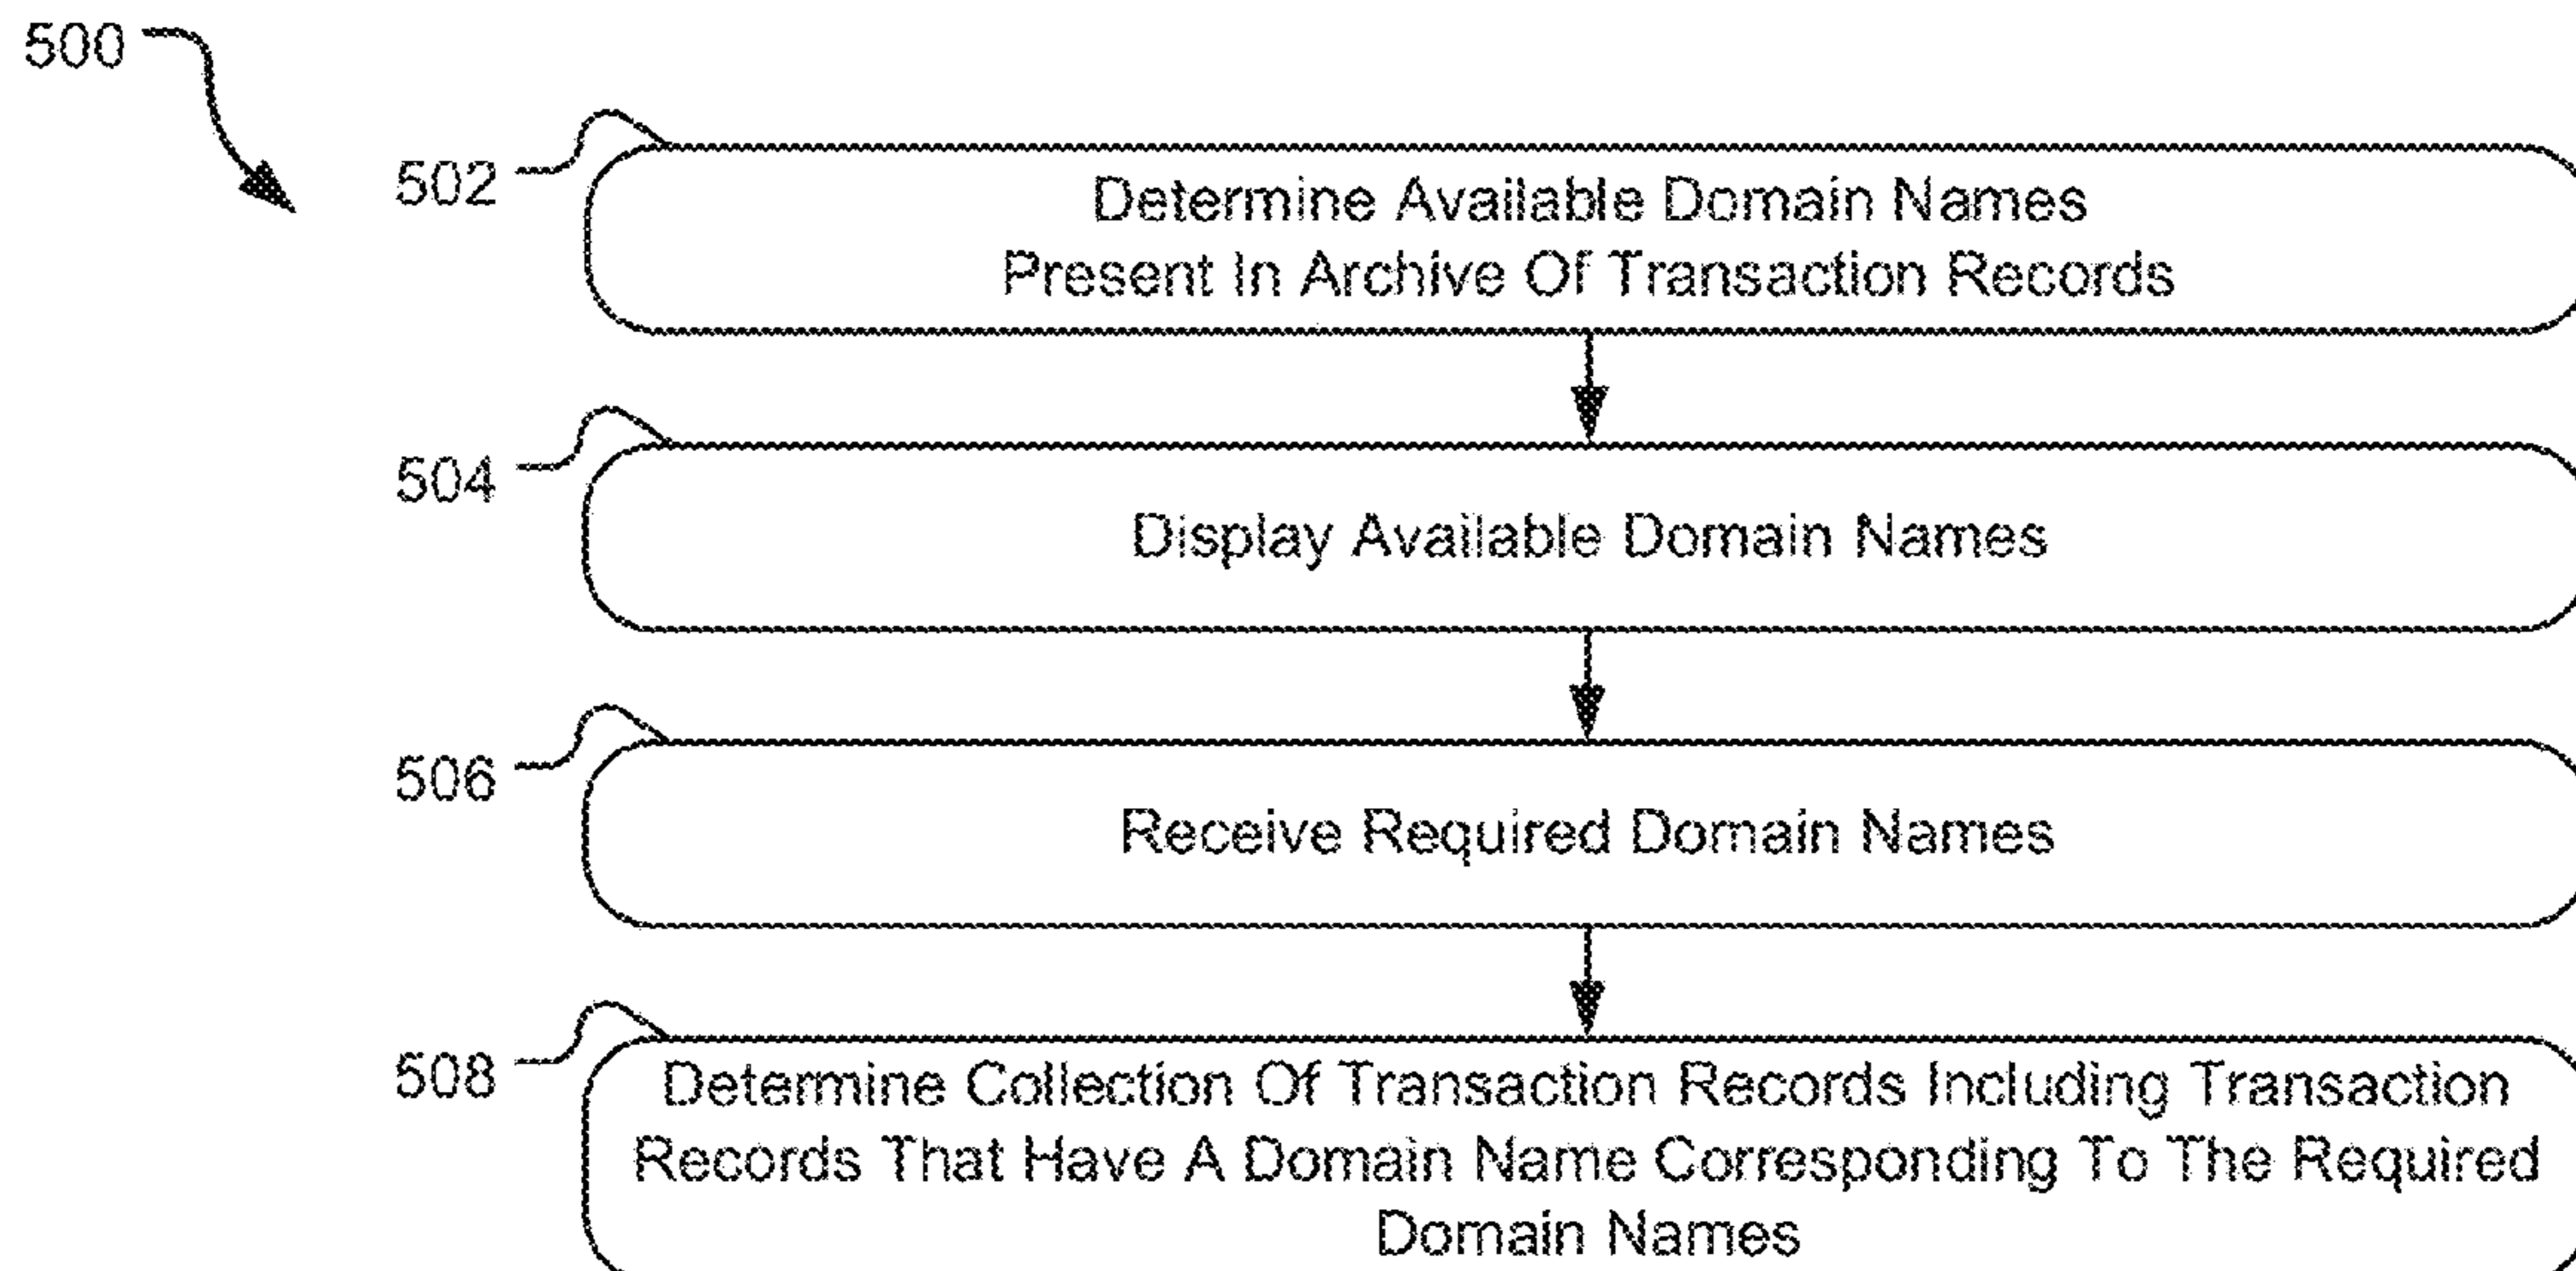 500
502
Determine Available Domain Names
Present In Archive Of Transaction Records
504
Display Available Domain Names
506
Receive Required Domain Names
508
Determine Collection Of Transaction Records Including Transaction
Records That Have A Domain Name Corresponding To The Required
Domain Names